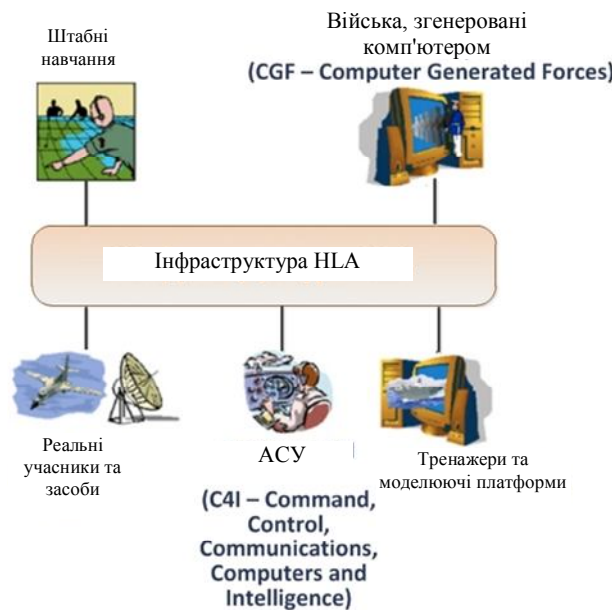 Штабні
навчання
Війська, згенеровані
комп'ютером
(CGF – Computer Generated Forces)
Інфраструктура HLA
Реальні
учасники та
засоби
АСУ
(C4I – Command,
Control,
Communications,
Computers and
Intelligence)
Тренажери та
моделюючі платформи